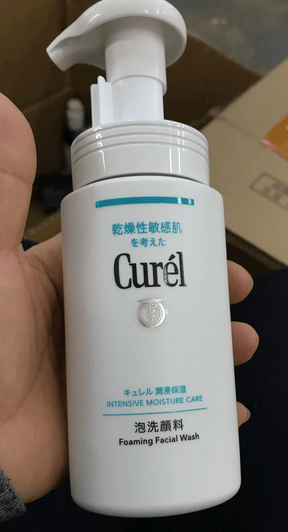 乾燥性敏感肌
を考えた
Curél
キュレル 潤浸保湿
INTENSIVE MOISTURE CARE
泡洗顔料
Foaming Facial Wash